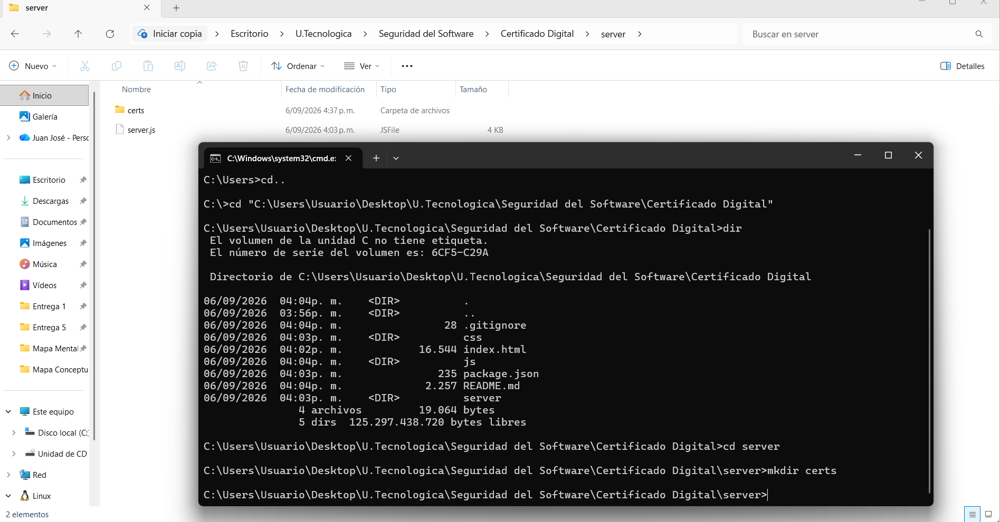 server
Iniciar copia > Escritorio > U.Tecnologica > Seguridad del Software > Certificado Digital > server >
Buscar en server
Nuevo
Ordenar
Ver
Detalles
Nombre
Fecha de modificación
Tipo
Tamaño
certs 6/09/2026 4:37 p. m. Carpeta de archivos
server.js 6/09/2026 4:03 p. m. JSFile 4 KB
Inicio
Galería
Juan José - Perso
Escritorio
Descargas
Documentos
Imágenes
Música
Vídeos
Entrega 1
Entrega 5
Mapa Mental
Mapa Conceptu
Este equipo
Disco local (C:)
Unidad de CD
Red
Linux
2 elementos
C:\Windows\system32\cmd.e:
C:\Users>cd..
C:\>cd "C:\Users\Usuario\Desktop\U.Tecnologica\Seguridad del Software\Certificado Digital"
C:\Users\Usuario\Desktop\U.Tecnologica\Seguridad del Software\Certificado Digital>dir
El volumen de la unidad C no tiene etiqueta.
El número de serie del volumen es: 6CF5-C29A
Directorio de C:\Users\Usuario\Desktop\U.Tecnologica\Seguridad del Software\Certificado Digital
06/09/2026 04:04p. m. <DIR> .
06/09/2026 03:56p. m. <DIR> ..
06/09/2026 04:04p. m. 28 .gitignore
06/09/2026 04:03p. m. <DIR> css
06/09/2026 04:02p. m. 16.544 index.html
06/09/2026 04:04p. m. <DIR> js
06/09/2026 04:03p. m. 235 package.json
06/09/2026 04:04p. m. 2.257 README.md
06/09/2026 04:03p. m. <DIR> server
4 archivos 19.064 bytes
5 dirs 125.297.438.720 bytes libres
C:\Users\Usuario\Desktop\U.Tecnologica\Seguridad del Software\Certificado Digital>cd server
C:\Users\Usuario\Desktop\U.Tecnologica\Seguridad del Software\Certificado Digital\server>mkdir certs
C:\Users\Usuario\Desktop\U.Tecnologica\Seguridad del Software\Certificado Digital\server>